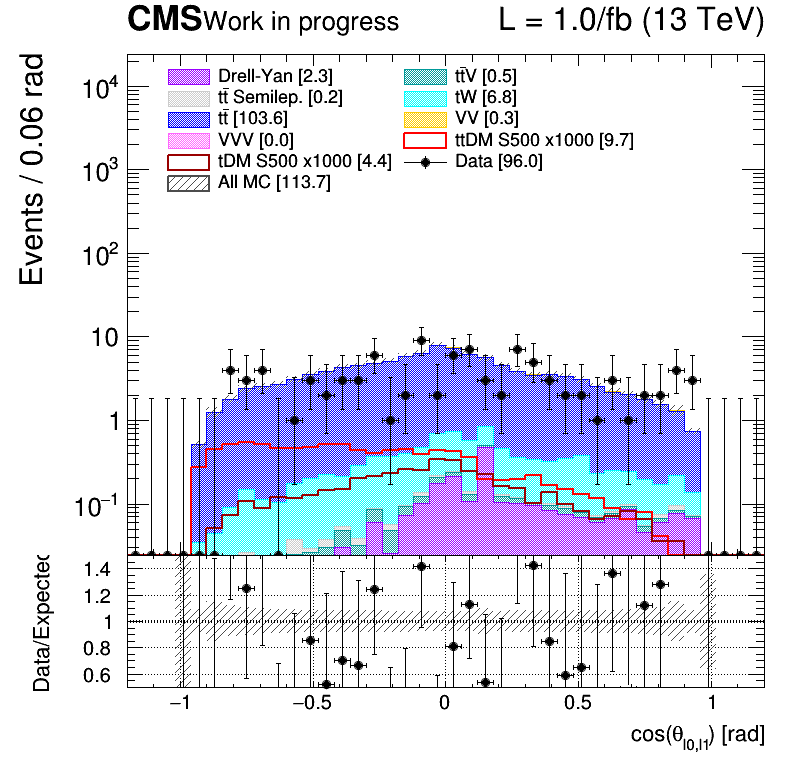 CMS Work in progress L = 1.0/fb (13 TeV)
Events / 0.06 rad
10⁴
10³
10²
10
1
10⁻¹
Drell-Yan [2.3] tt̄V [0.5]
tt̄ Semilep. [0.2] tW [6.8]
tt̄ [103.6] VV [0.3]
VVV [0.0] ttDM S500 x1000 [9.7]
tDM S500 x1000 [4.4] Data [96.0]
All MC [113.7]
Data/Expected
1.4
1.2
1
0.8
0.6
−1 −0.5 0 0.5 1
cos(θ_{l0,l1}) [rad]